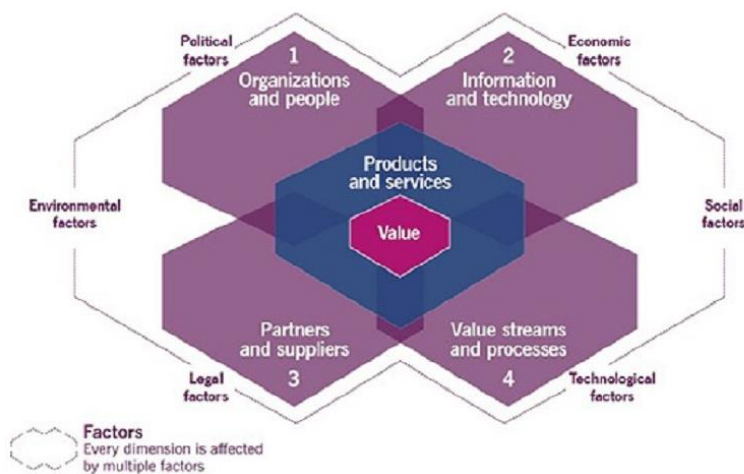 Political
factors
1
Organizations
and people
2
Information
and technology
Economic
factors
Products
and services
Environmental
factors
Value
Social
factors
Partners
and suppliers
3
Value streams
and processes
4
Legal
factors
Technological
factors
Factors
Every dimension is affected
by multiple factors